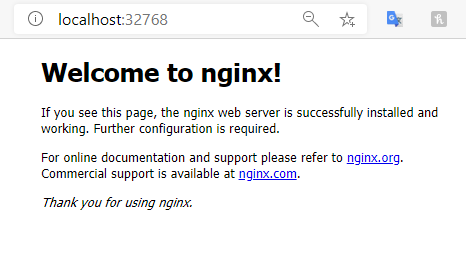 localhost:32768
Welcome to nginx!
If you see this page, the nginx web server is successfully installed and
working. Further configuration is required.
For online documentation and support please refer to nginx.org.
Commercial support is available at nginx.com.
Thank you for using nginx.